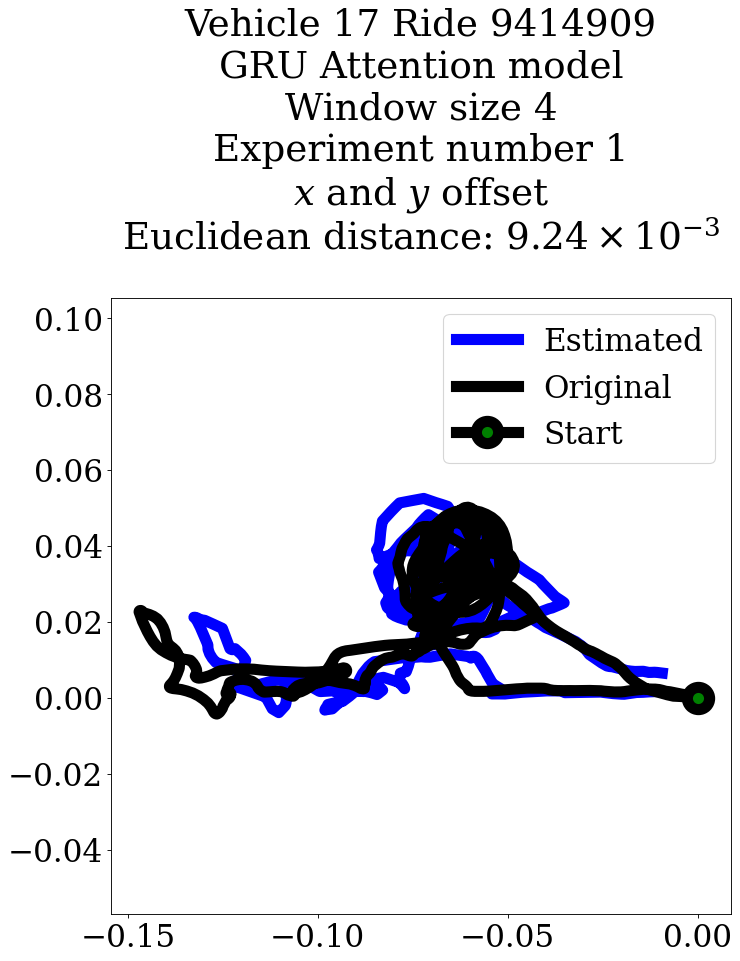 Vehicle 17 Ride 9414909
GRU Attention model
Window size 4
Experiment number 1
x and y offset
Euclidean distance: 9.24 × 10⁻³
Estimated
Original
Start
0.10
0.08
0.06
0.04
0.02
0.00
−0.02
−0.04
−0.15
−0.10
−0.05
0.00